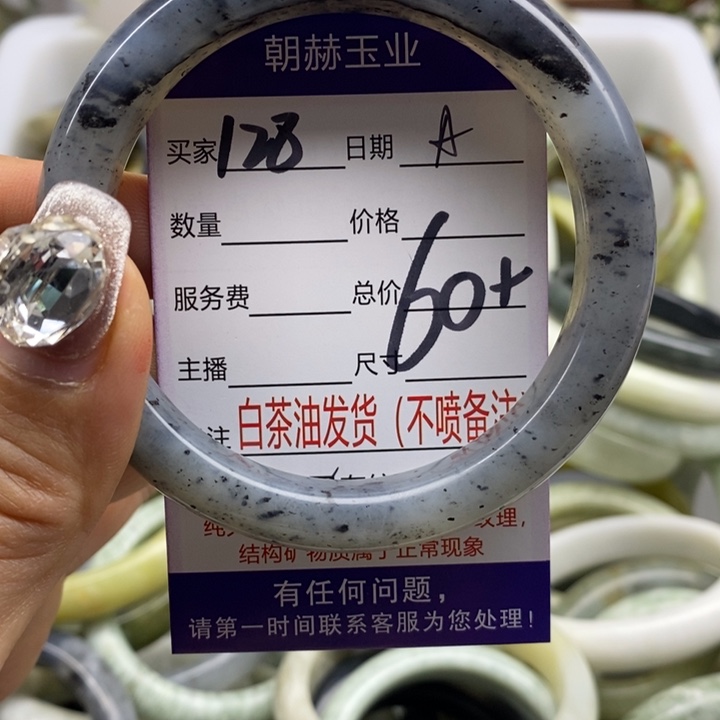 朝赫玉业
买家 128 日期 A
数量 价格
服务费 总价 60+
主播 尺寸
注 白茶油发货（不喷备注
纹理，
结构矿物质属于正常现象
有任何问题，
请第一时间联系客服为您处理！